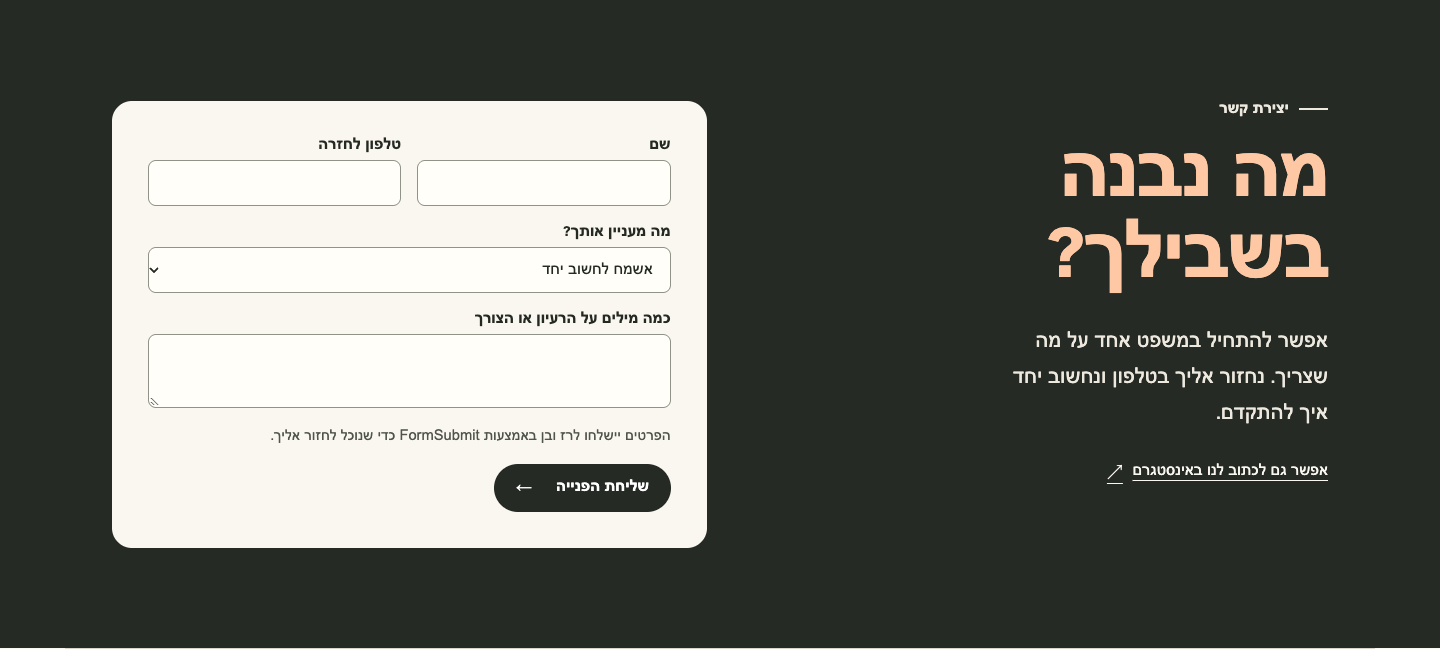 יצירת קשר
מה נבנה
בשבילך?
אפשר להתחיל במשפט אחד על מה
שצריך. נחזור אליך בטלפון ונחשוב יחד
איך להתקדם.
אפשר גם לכתוב לנו באינסטגרם ↗
שם
טלפון לחזרה
מה מעניין אותך?
אשמח לחשוב יחד
כמה מילים על הרעיון או הצורך
הפרטים יישלחו לרז ובן באמצעות FormSubmit כדי שנוכל לחזור אליך.
שליחת הפנייה ←